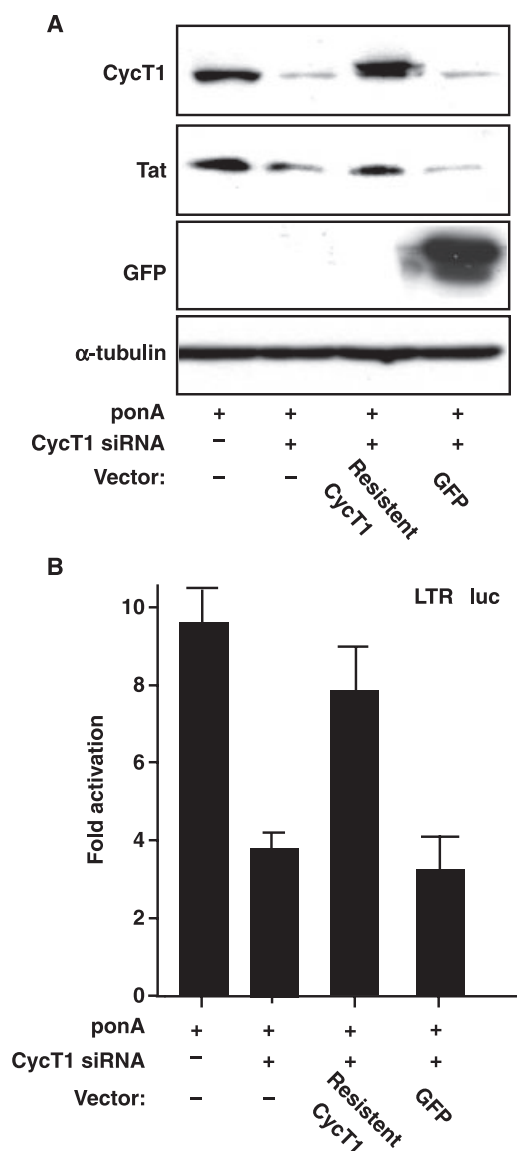 A
CycT1
Tat
GFP
α-tubulin
ponA + + + +
CycT1 siRNA – + + +
Vector: – – Resistent CycT1 GFP
B
LTR luc
Fold activation
10
8
6
4
2
0
ponA + + + +
CycT1 siRNA – + + +
Vector: – – Resistent CycT1 GFP